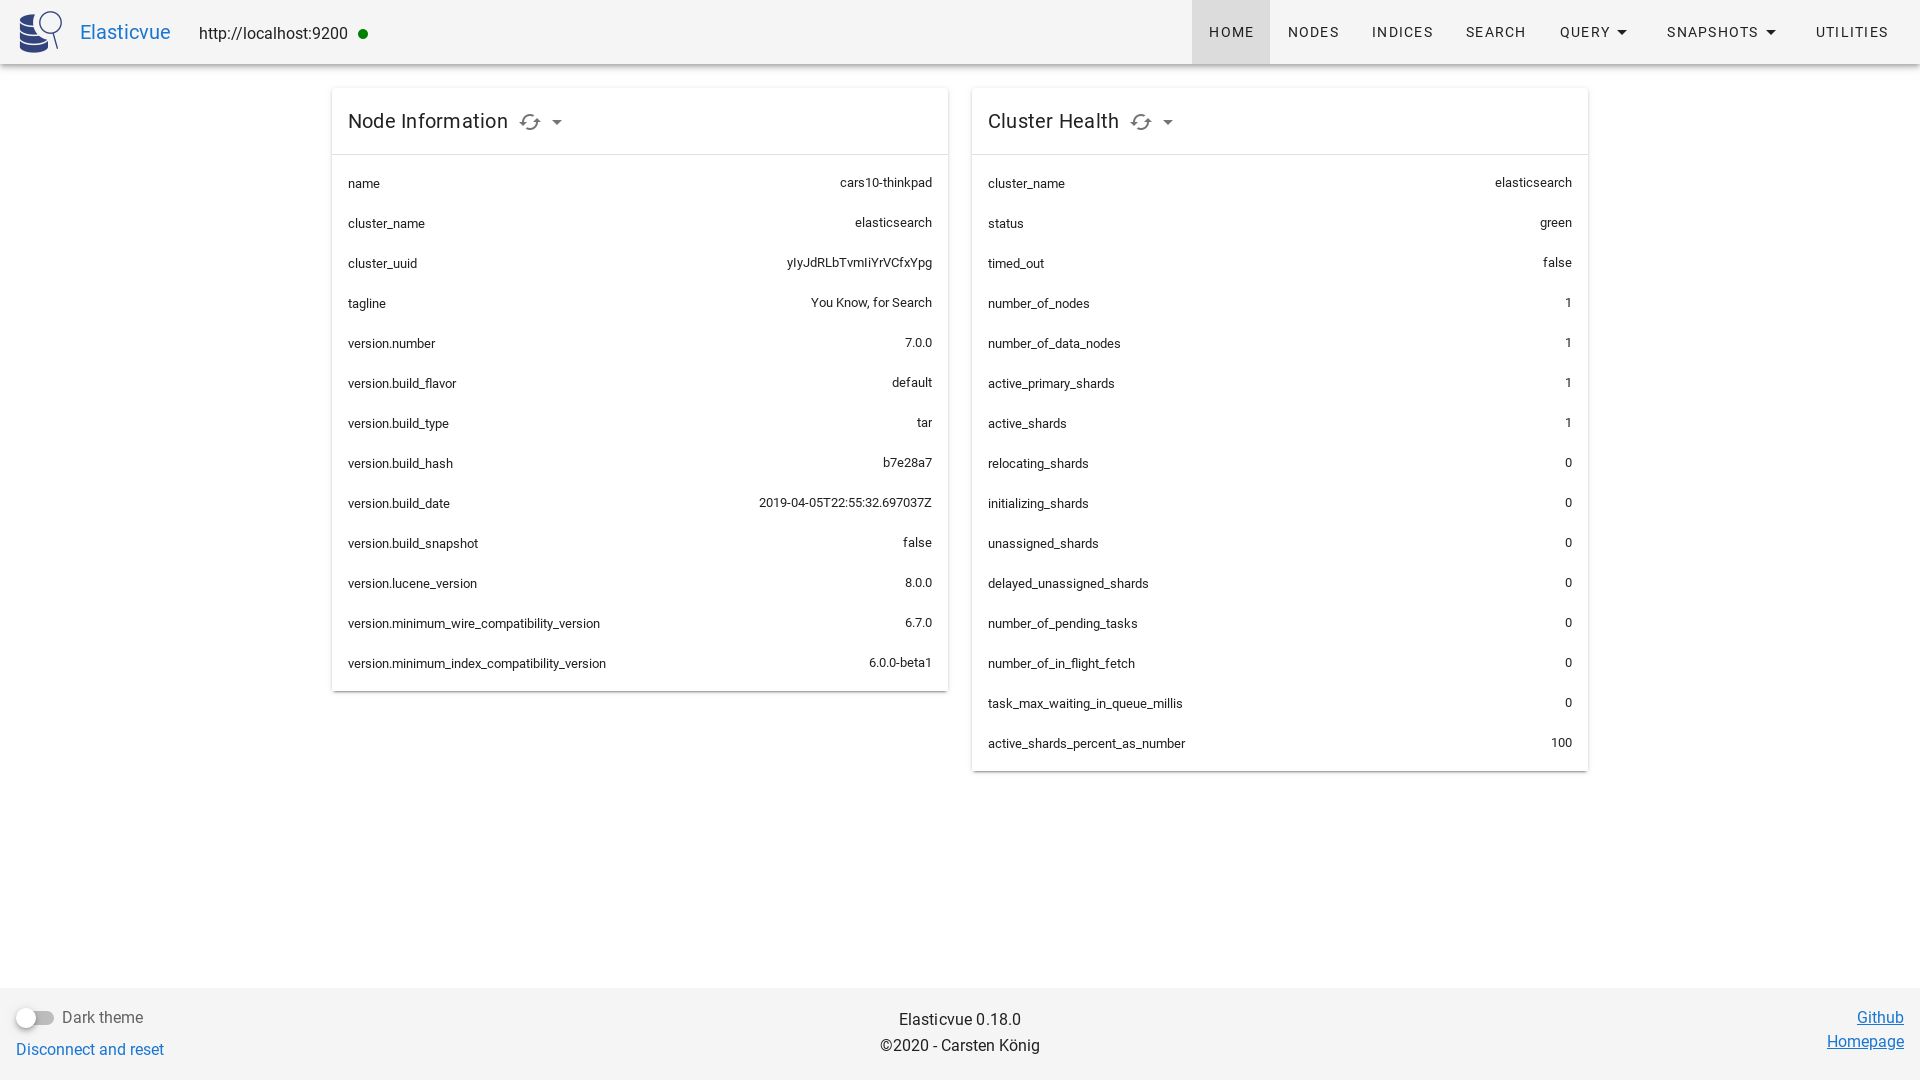 Elasticvue
http://localhost:9200
HOME
NODES
INDICES
SEARCH
QUERY
SNAPSHOTS
UTILITIES
Node Information
name cars10-thinkpad
cluster_name elasticsearch
cluster_uuid yIyJdRLbTvmIiYrVCfxYpg
tagline You Know, for Search
version.number 7.0.0
version.build_flavor default
version.build_type tar
version.build_hash b7e28a7
version.build_date 2019-04-05T22:55:32.697037Z
version.build_snapshot false
version.lucene_version 8.0.0
version.minimum_wire_compatibility_version 6.7.0
version.minimum_index_compatibility_version 6.0.0-beta1
Cluster Health
cluster_name elasticsearch
status green
timed_out false
number_of_nodes 1
number_of_data_nodes 1
active_primary_shards 1
active_shards 1
relocating_shards 0
initializing_shards 0
unassigned_shards 0
delayed_unassigned_shards 0
number_of_pending_tasks 0
number_of_in_flight_fetch 0
task_max_waiting_in_queue_millis 0
active_shards_percent_as_number 100
Dark theme
Disconnect and reset
Elasticvue 0.18.0
©2020 - Carsten König
Github
Homepage